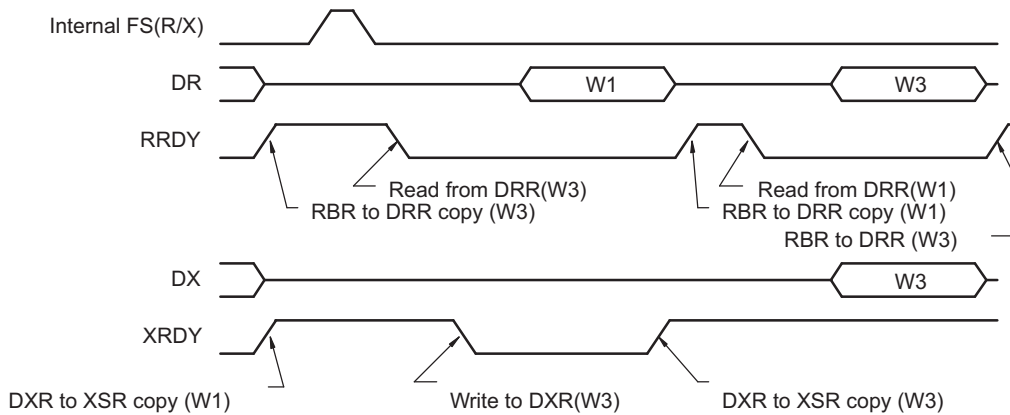 Internal FS(R/X)
DR
W1
W3
RRDY
Read from DRR(W3)
Read from DRR(W1)
RBR to DRR copy (W3)
RBR to DRR copy (W1)
RBR to DRR (W3)
DX
W3
XRDY
DXR to XSR copy (W1)
Write to DXR(W3)
DXR to XSR copy (W3)